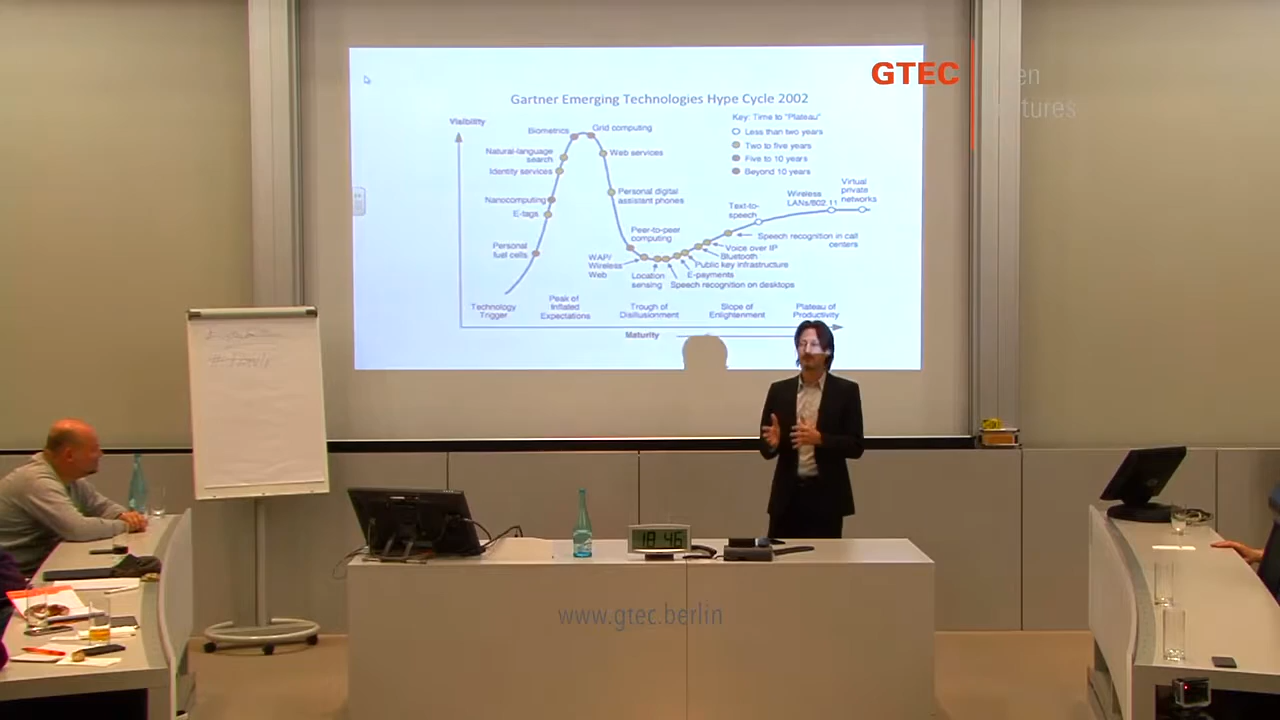 GTEC
en
tures
Gartner Emerging Technologies Hype Cycle 2002
Visibility
Key: Time to "Plateau"
Less than two years
Two to five years
Five to 10 years
Beyond 10 years
Biometrics
Grid computing
Natural-language
search
Web services
Identity services
Nanocomputing
E-tags
Personal digital
assistant phones
Personal
fuel cells
Peer-to-peer
computing
WAP/
Wireless
Web
Location
sensing
Speech recognition on desktops
E-payments
Public key infrastructure
Bluetooth
Voice over IP
Speech recognition in call
centers
Text-to-
speech
Wireless
LANs/802.11
Virtual
private
networks
Technology
Trigger
Peak of
Inflated
Expectations
Trough of
Disillusionment
Slope of
Enlightenment
Plateau of
Productivity
Maturity
18:46
www.gtec.berlin